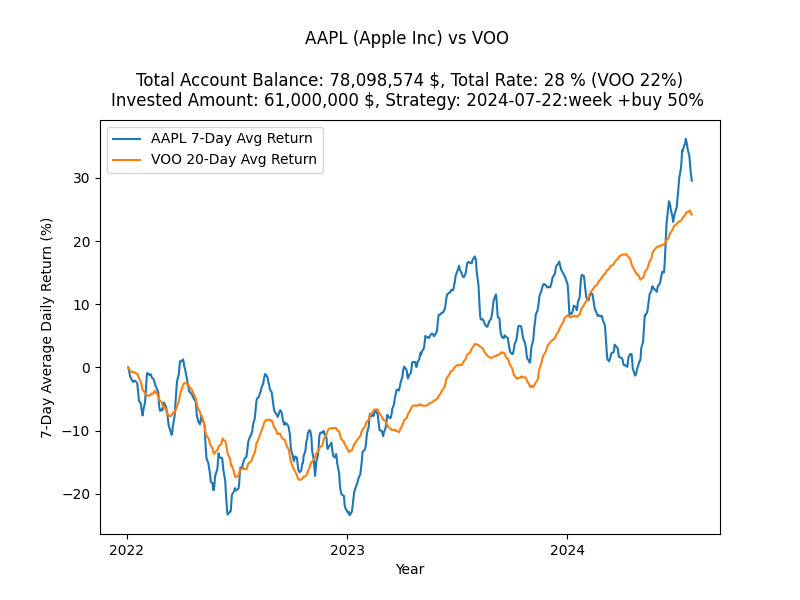 AAPL (Apple Inc) vs VOO
Total Account Balance: 78,098,574 $, Total Rate: 28 % (VOO 22%)
Invested Amount: 61,000,000 $, Strategy: 2024-07-22:week +buy 50%
AAPL 7-Day Avg Return
VOO 20-Day Avg Return
7-Day Average Daily Return (%)
30
20
10
0
−10
−20
2022
2023
2024
Year